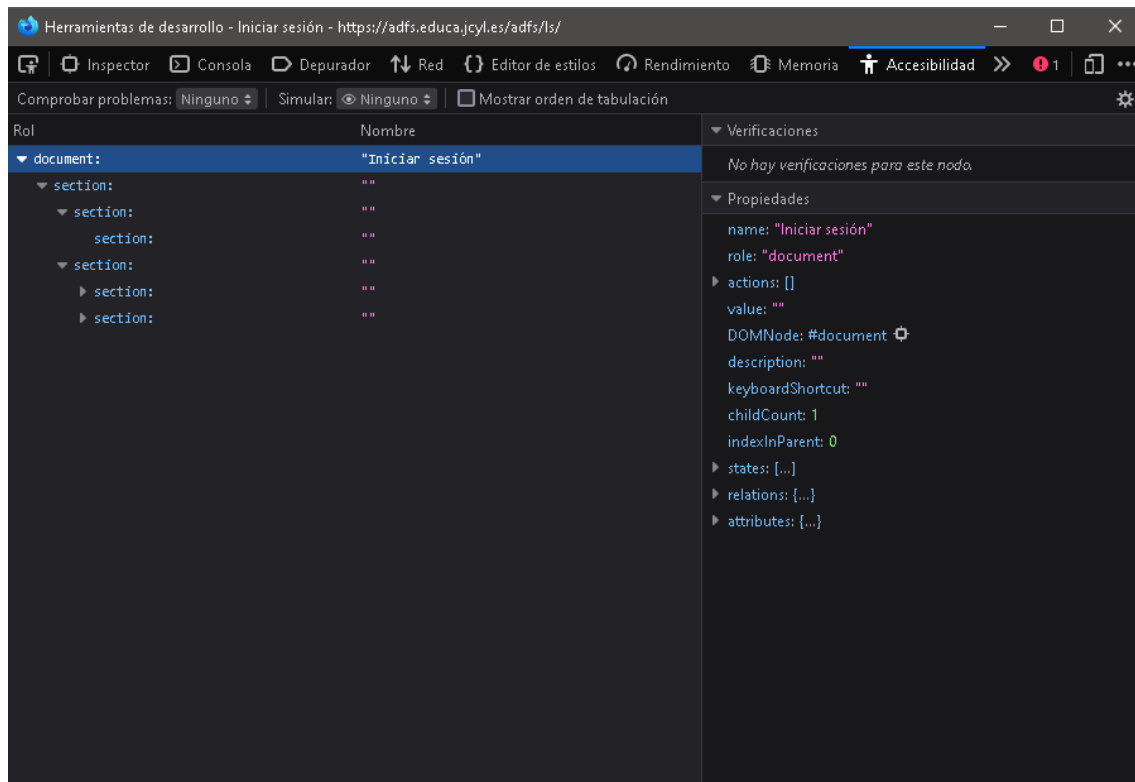 Herramientas de desarrollo - Iniciar sesión - https://adfs.educa.jcyl.es/adfs/ls/
Inspector Consola Depurador Red Editor de estilos Rendimiento Memoria Accesibilidad 1
Comprobar problemas: Ninguno Simular: Ninguno Mostrar orden de tabulación
Rol Nombre
document: "Iniciar sesión"
section: ""
section: ""
section: ""
section: ""
section: ""
section: ""
Verificaciones
No hay verificaciones para este nodo.
Propiedades
name: "Iniciar sesión"
role: "document"
actions: []
value: ""
DOMNode: #document
description: ""
keyboardShortcut: ""
childCount: 1
indexInParent: 0
states: [...]
relations: {...}
attributes: {...}